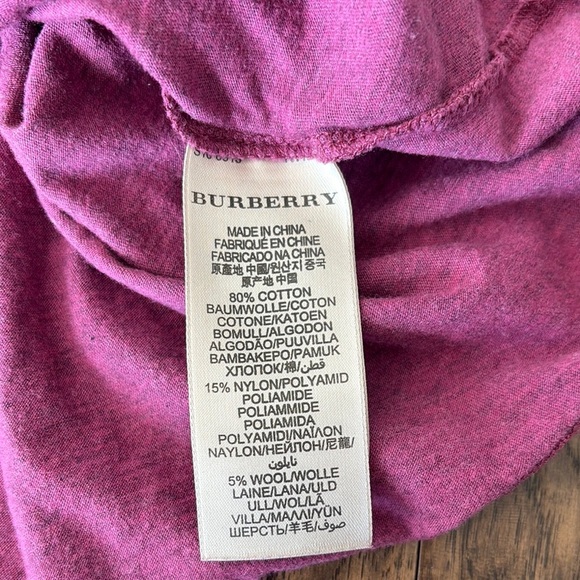 BURBERRY
MADE IN CHINA
FABRIQUÉ EN CHINE
FABRICADO NA CHINA
原産地 中國/원산지 중국
原产地 中国
80% COTTON
BAUMWOLLE/COTON
COTONE/KATOEN
BOMULL/ALGODON
ALGODÃO/PUUVILLA
ΒΑΜΒΑΚΕΡΟ/PAMUK
ХЛОПОК/棉/قطن
15% NYLON/POLYAMID
POLIAMIDE
POLIAMMIDE
POLIAMIDA
POLYAMIDI/ΝΑΪΛΟΝ
NAYLON/НЕЙЛОН/尼龍/
نايلون
5% WOOL/WOLLE
LAINE/LANA/ULD
ULL/WOL/LÃ
VILLA/ΜΑΛΛΙ/YÜN
ШЕРСТЬ/羊毛/صوف